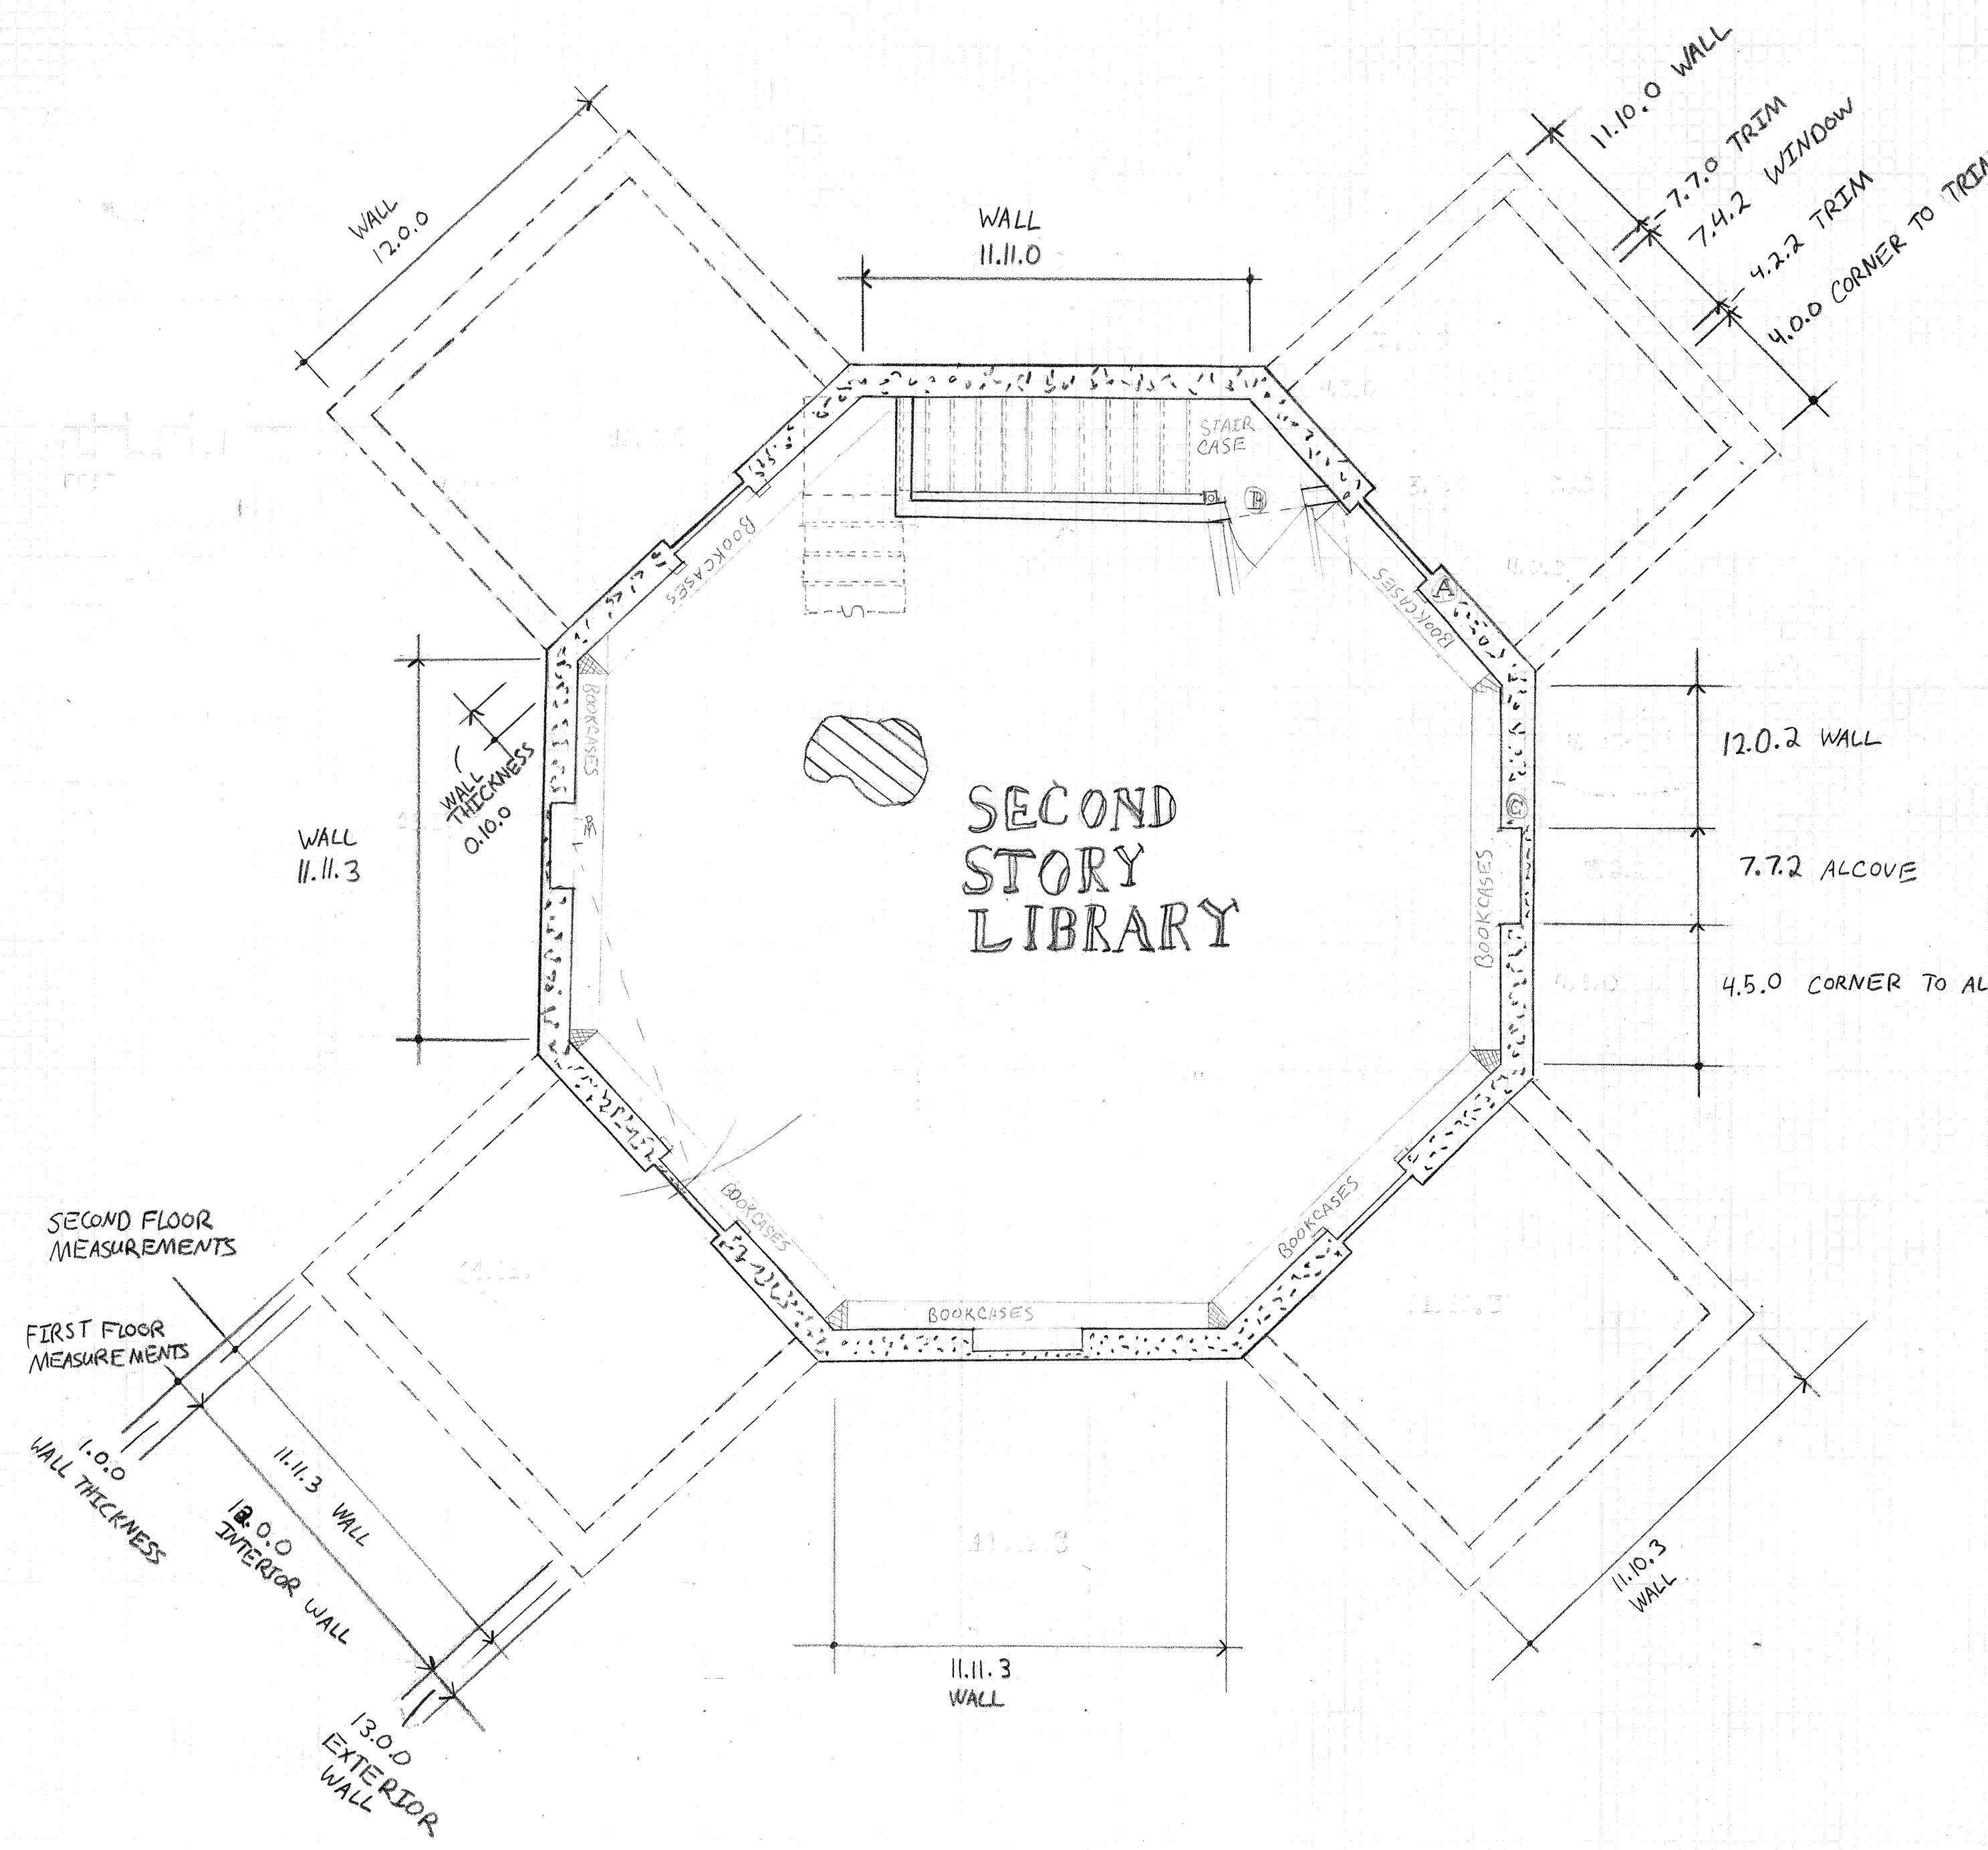 11.10.0 WALL
7.7.0 TRIM
7.4.2 WINDOW
4.2.2 TRIM
4.0.0 CORNER TO TRIM
WALL
12.0.0
WALL
11.11.0
STAIR
CASE
B
A
BOOKCASES
BOOKCASES
BOOKCASES
WALL
THICKNESS
0.10.0
WALL
11.11.3
12.0.2 WALL
7.7.2 ALCOVE
4.5.0 CORNER TO AL
BOOKCASES
SECOND
STORY
LIBRARY
BOOKCASES
BOOKCASES
BOOKCASES
SECOND FLOOR
MEASUREMENTS
FIRST FLOOR
MEASUREMENTS
1.0.0
WALL THICKNESS
11.11.3 WALL
12.0.0
INTERIOR WALL
13.0.0
EXTERIOR
WALL
11.11.3
WALL
11.10.3
WALL